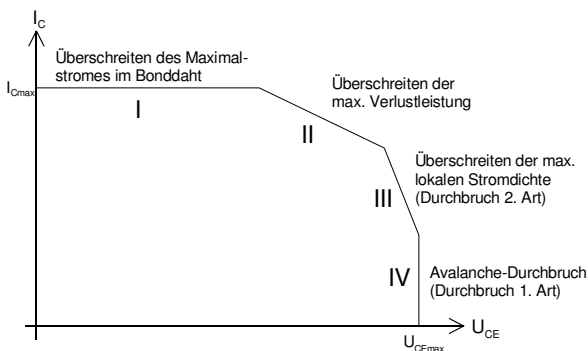 I_C
Überschreiten des Maximal-
stromes im Bonddaht
I_Cmax
I
Überschreiten der
max. Verlustleistung
II
Überschreiten der max.
lokalen Stromdichte
(Durchbruch 2. Art)
III
IV
Avalanche-Durchbruch
(Durchbruch 1. Art)
U_CEmax.
U_CE